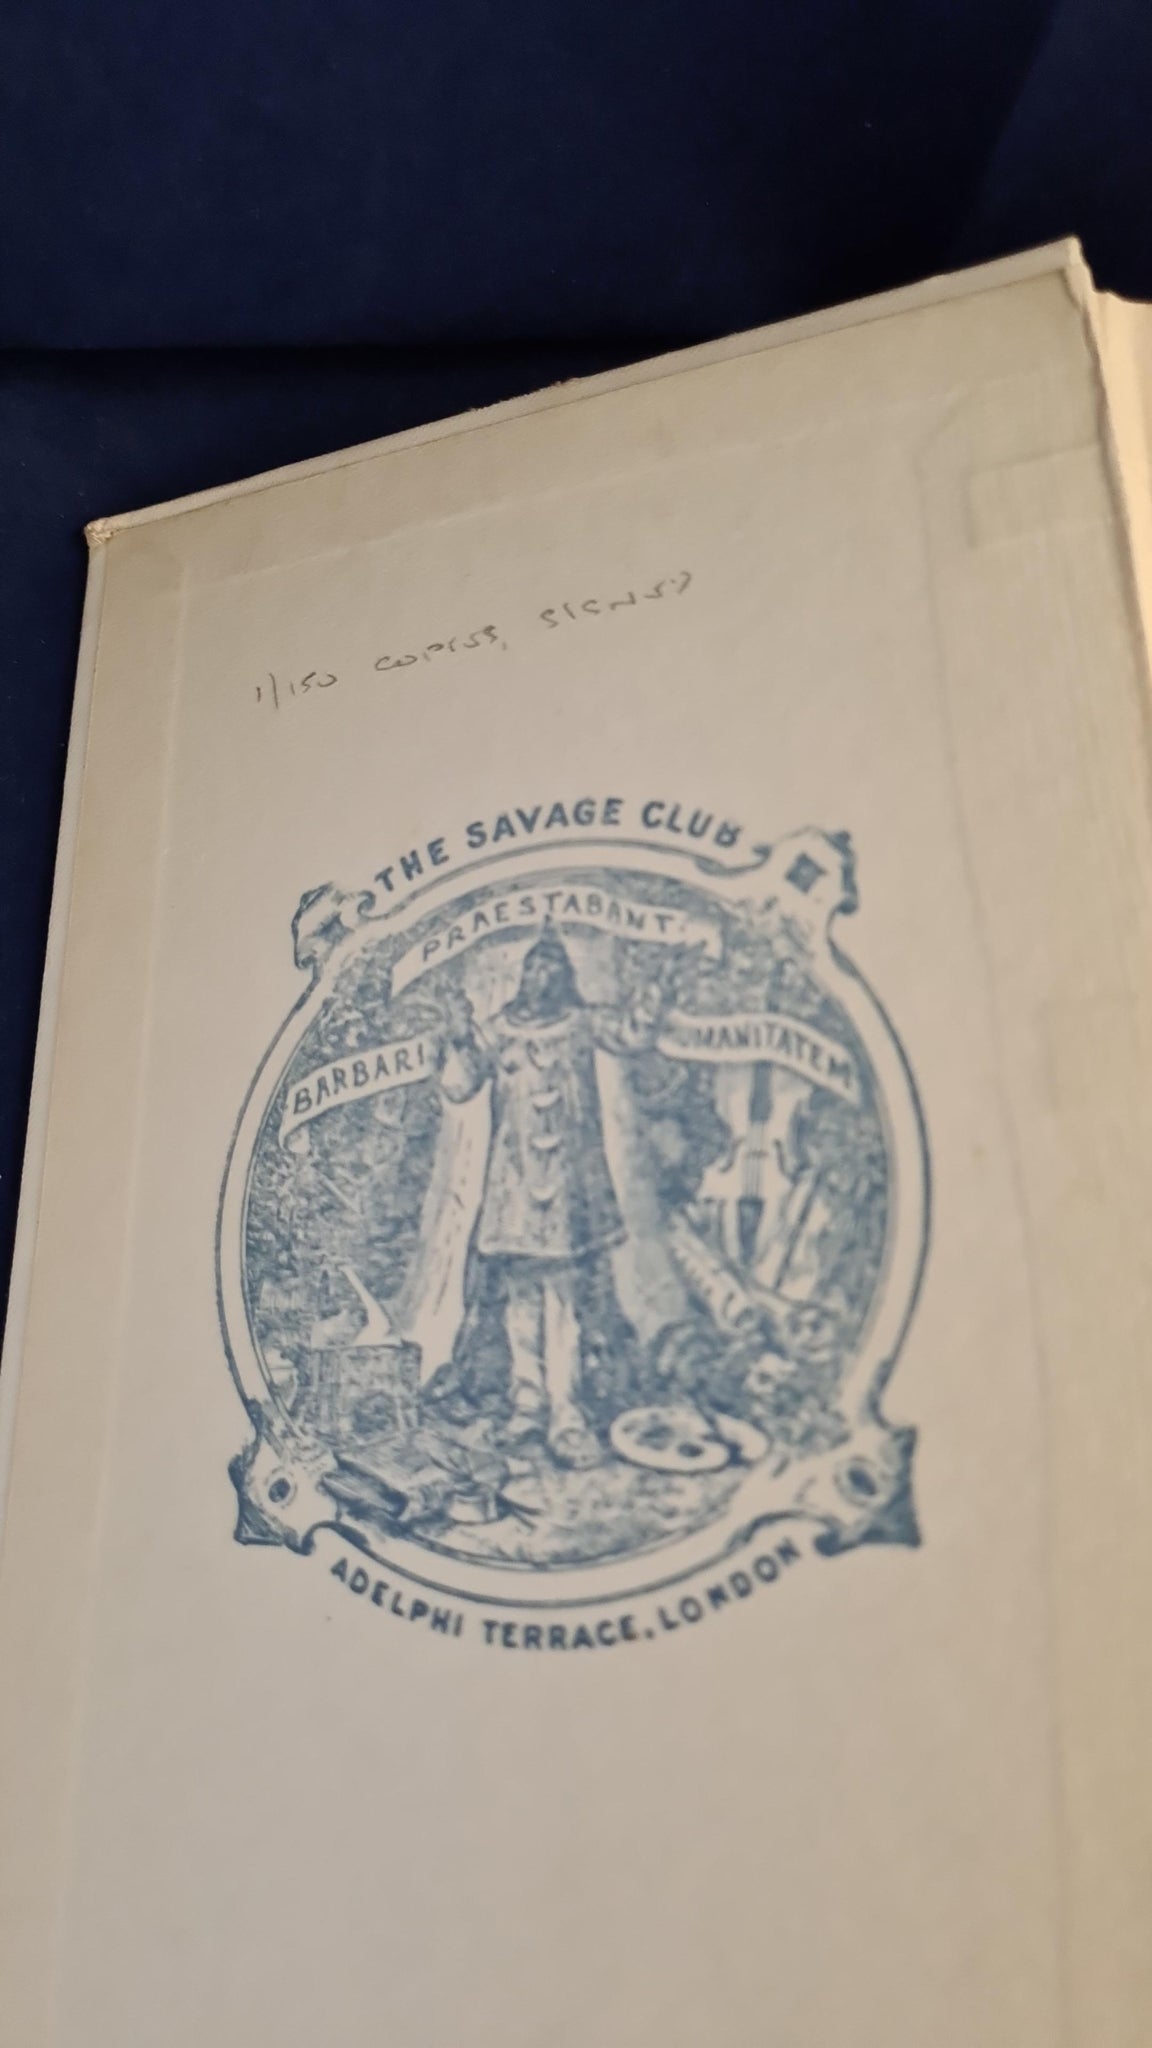 1/150 COPIES, SIGNED
THE SAVAGE CLUB
PRAESTABANT
BARBARI
HUMANITATEM
ADELPHI TERRACE, LONDON